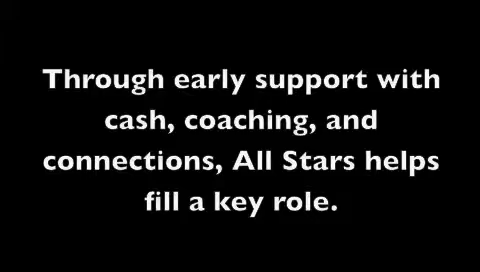 Through early support with
cash, coaching, and
connections, All Stars helps
fill a key role.